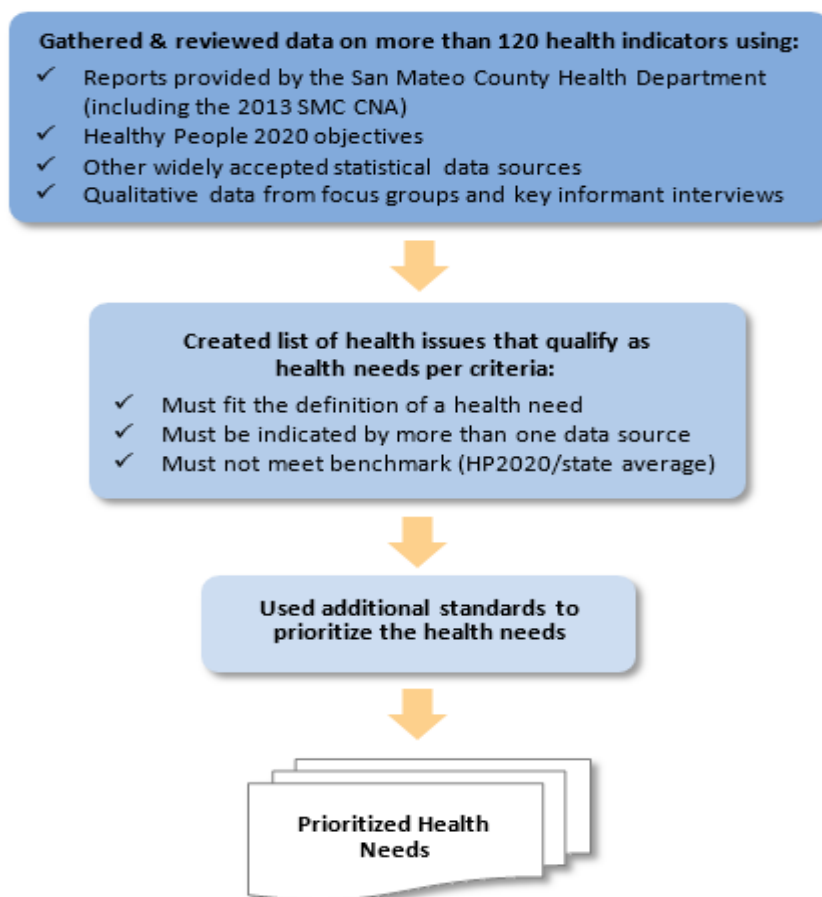 Gathered & reviewed data on more than 120 health indicators using:
✓ Reports provided by the San Mateo County Health Department
(including the 2013 SMC CNA)
✓ Healthy People 2020 objectives
✓ Other widely accepted statistical data sources
✓ Qualitative data from focus groups and key informant interviews
Created list of health issues that qualify as
health needs per criteria:
✓ Must fit the definition of a health need
✓ Must be indicated by more than one data source
✓ Must not meet benchmark (HP2020/state average)
Used additional standards to
prioritize the health needs
Prioritized Health
Needs